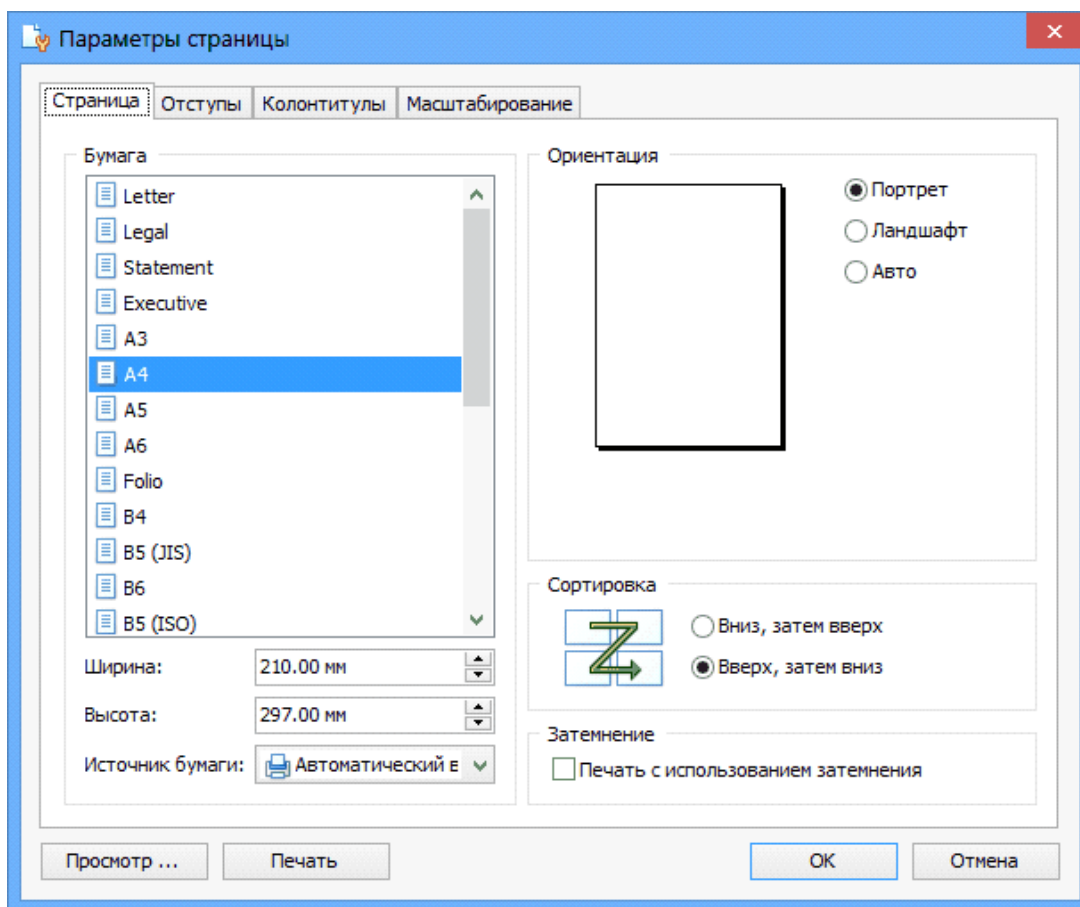 Параметры страницы
Страница Отступы Колонтитулы Масштабирование
Бумага
Letter
Legal
Statement
Executive
A3
A4
A5
A6
Folio
B4
B5 (JIS)
B6
B5 (ISO)
Ширина: 210.00 мм
Высота: 297.00 мм
Источник бумаги: Автоматический в
Ориентация
Портрет
Ландшафт
Авто
Сортировка
Вниз, затем вверх
Вверх, затем вниз
Затемнение
Печать с использованием затемнения
Просмотр ... Печать OK Отмена